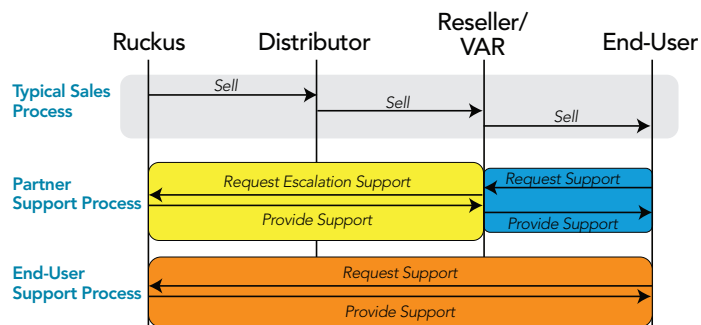 Ruckus
Distributor
Reseller/
VAR
End-User
Typical Sales
Process
Sell
Sell
Sell
Partner
Support Process
Request Escalation Support
Provide Support
Request Support
Provide Support
End-User
Support Process
Request Support
Provide Support